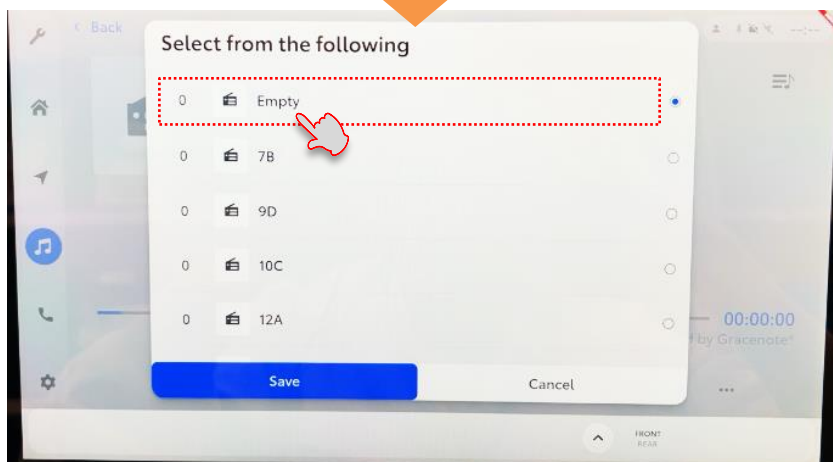 Back
Select from the following
0 Empty
0 7B
0 9D
0 10C
0 12A
00:00:00
by Gracenote®
Save
Cancel
FRONT
REAR